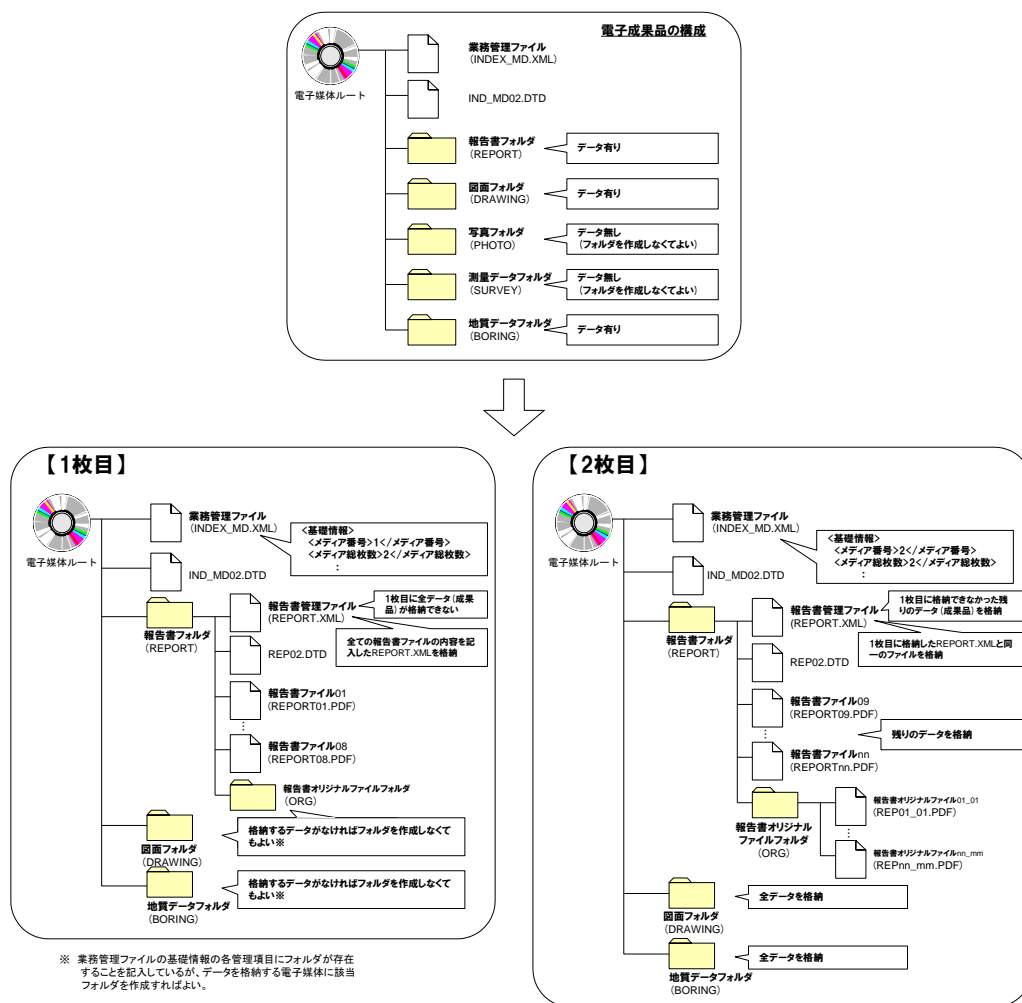 電子成果品の構成
業務管理ファイル
(INDEX_MD.XML)
電子媒体ルート
IND_MD02.DTD
報告書フォルダ
(REPORT)
データ有り
図面フォルダ
(DRAWING)
データ有り
写真フォルダ
(PHOTO)
データ無し
(フォルダを作成しなくてよい)
測量データフォルダ
(SURVEY)
データ無し
(フォルダを作成しなくてよい)
地質データフォルダ
(BORING)
データ有り
【1枚目】
電子媒体ルート
業務管理ファイル
(INDEX_MD.XML)
<基礎情報>
<メディア番号>1</メディア番号>
<メディア総枚数>2</メディア総枚数>
:
IND_MD02.DTD
報告書フォルダ
(REPORT)
報告書管理ファイル
(REPORT.XML)
1枚目に全データ(成果
品)が格納できない
全ての報告書ファイルの内容を記
入したREPORT.XMLを格納
REP02.DTD
報告書ファイル01
(REPORT01.PDF)
⋮
報告書ファイル08
(REPORT08.PDF)
報告書オリジナルファイルフォルダ
(ORG)
図面フォルダ
(DRAWING)
格納するデータがなければフォルダを作成しなくて
もよい※
地質データフォルダ
(BORING)
格納するデータがなければフォルダを作成しなくて
もよい※
※ 業務管理ファイルの基礎情報の各管理項目にフォルダが存在
することを記入しているが、データを格納する電子媒体に該当
フォルダを作成すればよい。
【2枚目】
電子媒体ルート
業務管理ファイル
(INDEX_MD.XML)
<基礎情報>
<メディア番号>2</メディア番号>
<メディア総枚数>2</メディア総枚数>
:
IND_MD02.DTD
報告書フォルダ
(REPORT)
報告書管理ファイル
(REPORT.XML)
1枚目に格納できなかった残
りのデータ(成果品)を格納
1枚目に格納したREPORT.XMLと同
一のファイルを格納
REP02.DTD
報告書ファイル09
(REPORT09.PDF)
⋮
残りのデータを格納
報告書ファイルnn
(REPORTnn.PDF)
報告書オリジナル
ファイルフォルダ
(ORG)
報告書オリジナルファイル01_01
(REP01_01.PDF)
⋮
報告書オリジナルファイルnn_mm
(REPnn_mm.PDF)
図面フォルダ
(DRAWING)
全データを格納
地質データフォルダ
(BORING)
全データを格納